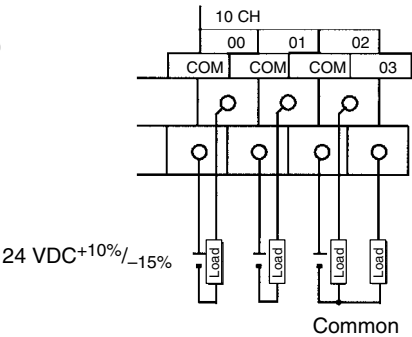 10 CH
00 01 02
COM COM COM 03
24 VDC+10%/–15%
Load Load Load Load
Common